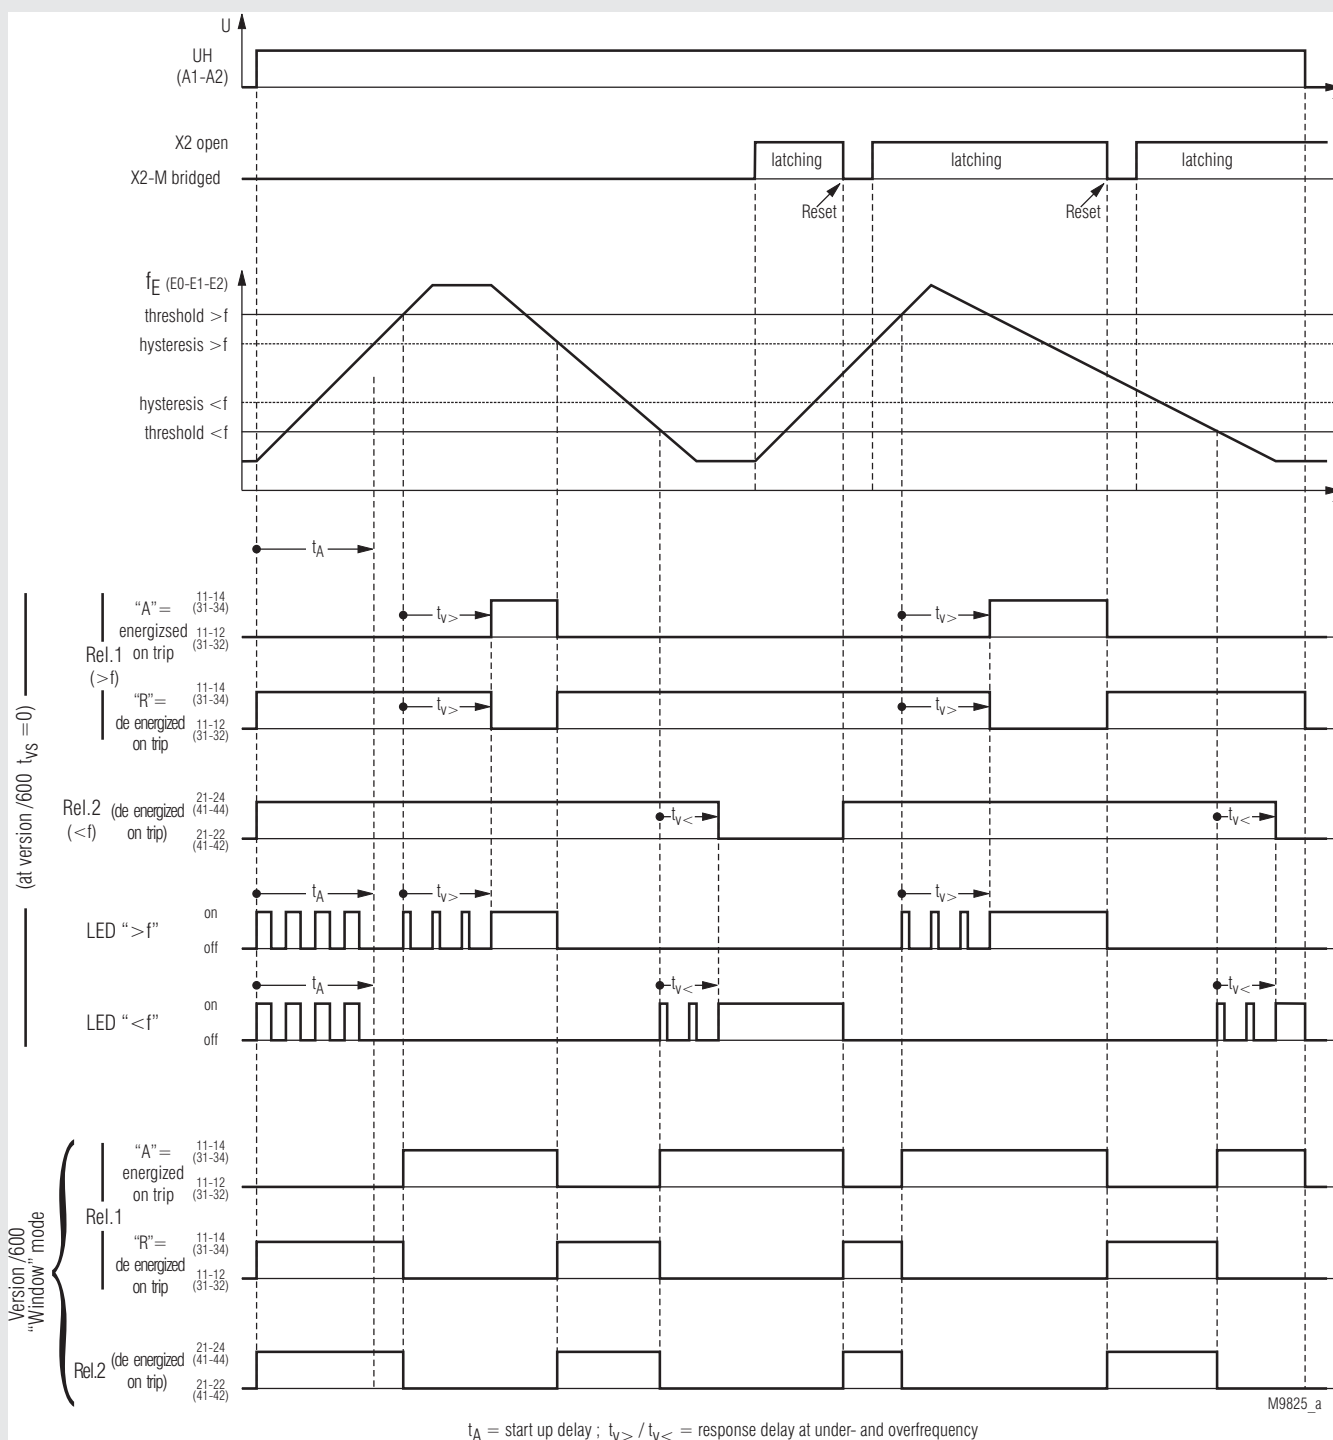 U
UH
(A1-A2)
X2 open
latching
latching
latching
X2-M bridged
Reset
Reset
fE (E0-E1-E2)
threshold >f
hysteresis >f
hysteresis <f
threshold <f
tA
(at version /600 tvs =0)
Rel.1
(>f)
“A”=
energizsed
on trip
11-14
(31-34)
11-12
(31-32)
tv>
tv>
“R”=
de energized
on trip
11-14
(31-34)
11-12
(31-32)
tv>
tv>
Rel.2
(<f)
(de energized
on trip)
21-24
(41-44)
21-22
(41-42)
tv<
tv<
tA
tv>
tv>
LED “>f”
on
off
tA
tv<
tv<
LED “<f”
on
off
Version /600
“Window” mode
Rel.1
“A”=
energized
on trip
11-14
(31-34)
11-12
(31-32)
“R”=
de energized
on trip
11-14
(31-34)
11-12
(31-32)
Rel.2
(de energized
on trip)
21-24
(41-44)
21-22
(41-42)
M9825_a
tA = start up delay ; tv> / tv< = response delay at under- and overfrequency